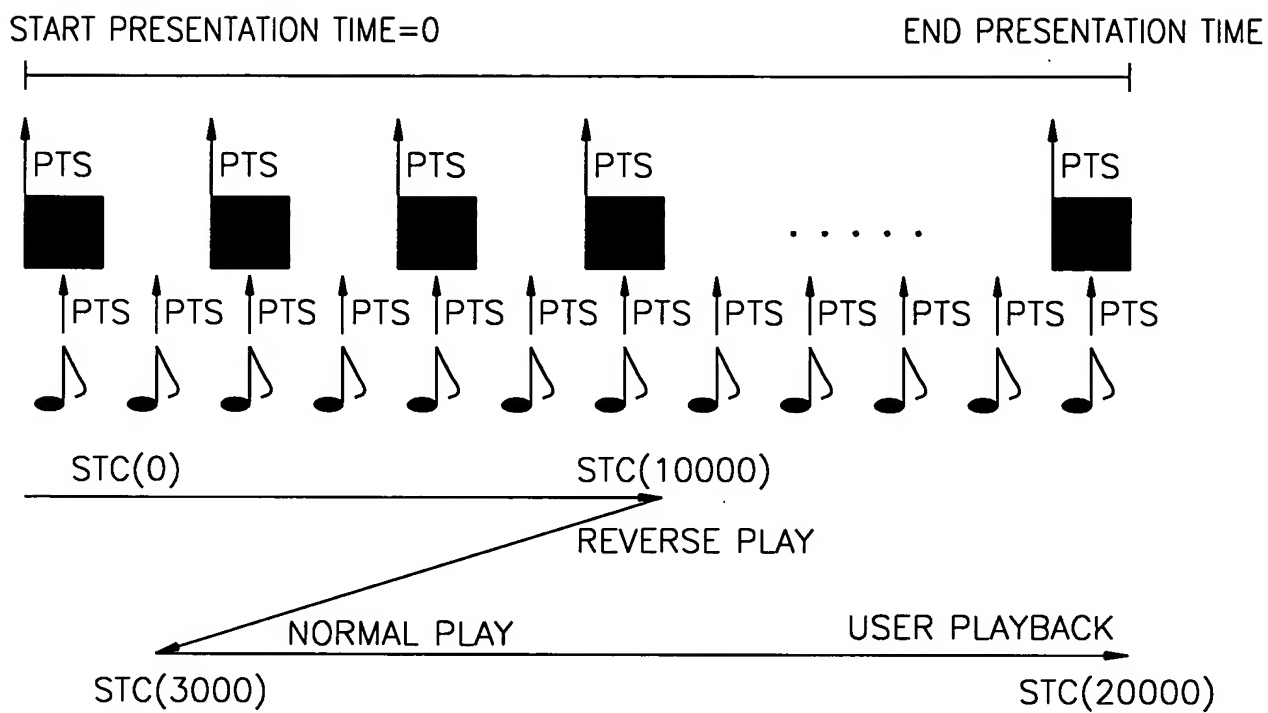 START PRESENTATION TIME=0 END PRESENTATION TIME
PTS PTS PTS PTS PTS
PTS PTS PTS PTS PTS PTS PTS PTS PTS PTS PTS PTS
STC(0) STC(10000)
REVERSE PLAY
NORMAL PLAY USER PLAYBACK
STC(3000) STC(20000)